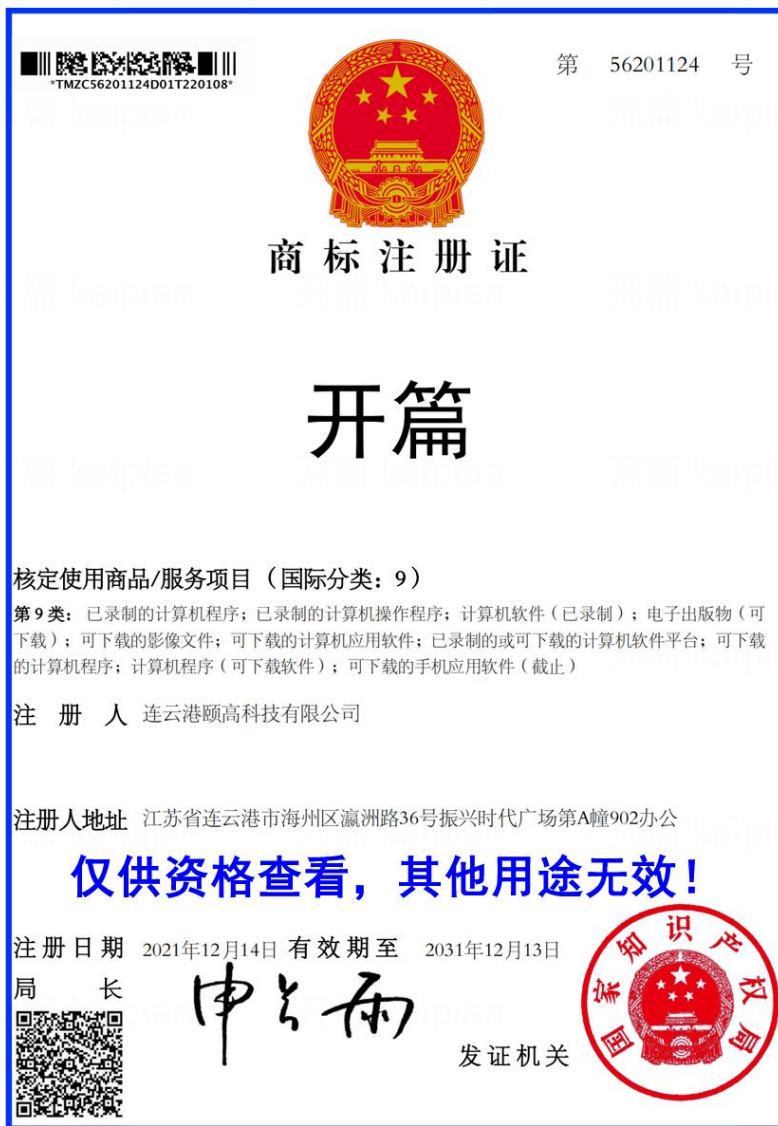 *TMZC56201124D01T220108*
第 56201124 号
商标注册证
开篇
核定使用商品/服务项目（国际分类：9）
第9类：已录制的计算机程序；已录制的计算机操作程序；计算机软件（已录制）；电子出版物（可
下载）；可下载的影像文件；可下载的计算机应用软件；已录制的或可下载的计算机软件平台；可下载
的计算机程序；计算机程序（可下载软件）；可下载的手机应用软件（截止）
注册人 连云港颐高科技有限公司
注册人地址 江苏省连云港市海州区瀛洲路36号振兴时代广场第A幢902办公
仅供资格查看，其他用途无效！
注册日期 2021年12月14日 有效期至 2031年12月13日
局长 申长雨
发证机关
国家知识产权局
开篇 kaipian